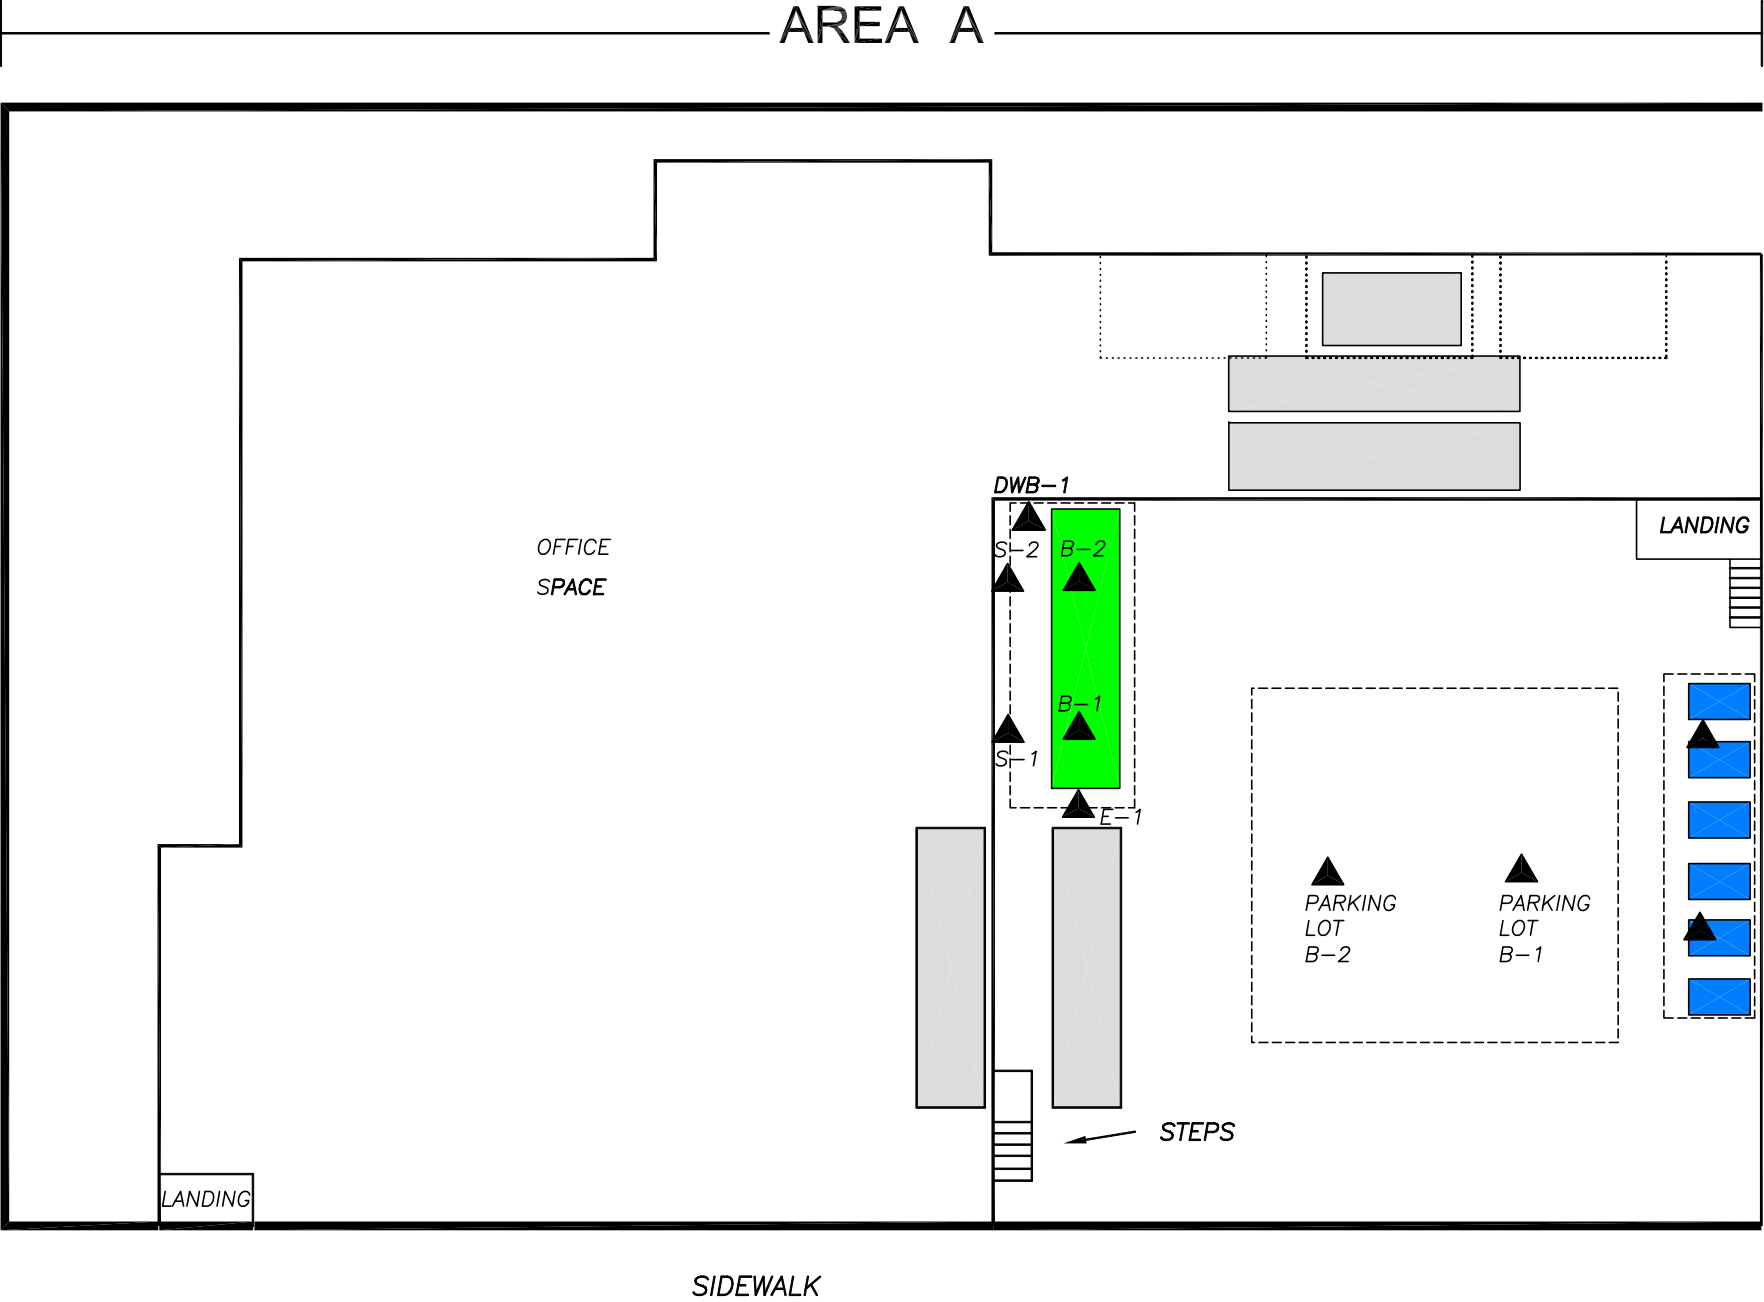 AREA A
DWB-1
LANDING
OFFICE
SPACE
S-2
B-2
B-1
S-1
E-1
PARKING
LOT
B-2
PARKING
LOT
B-1
STEPS
LANDING
SIDEWALK